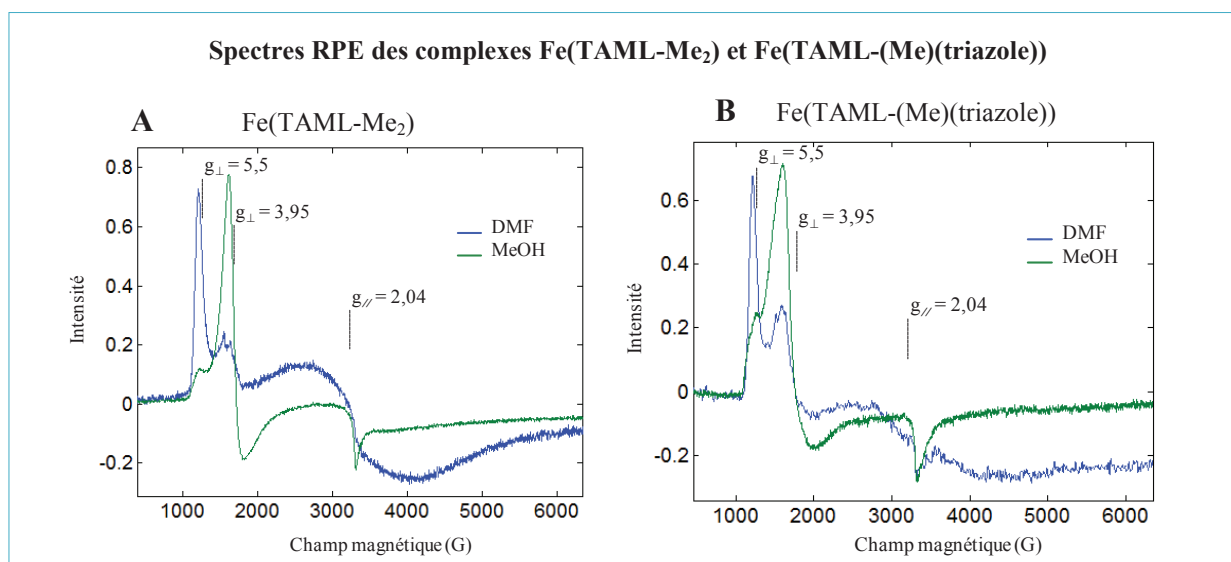 Spectres RPE des complexes Fe(TAML-Me₂) et Fe(TAML-(Me)(triazole))
A Fe(TAML-Me₂)
g⊥ = 5,5
g⊥ = 3,95
g// = 2,04
DMF
MeOH
0.8
0.6
0.4
0.2
0
-0.2
Intensité
1000 2000 3000 4000 5000 6000
Champ magnétique (G)
B Fe(TAML-(Me)(triazole))
g⊥ = 5,5
g⊥ = 3,95
g// = 2,04
DMF
MeOH
0.6
0.4
0.2
0
-0.2
Intensité
1000 2000 3000 4000 5000 6000
Champ magnétique (G)